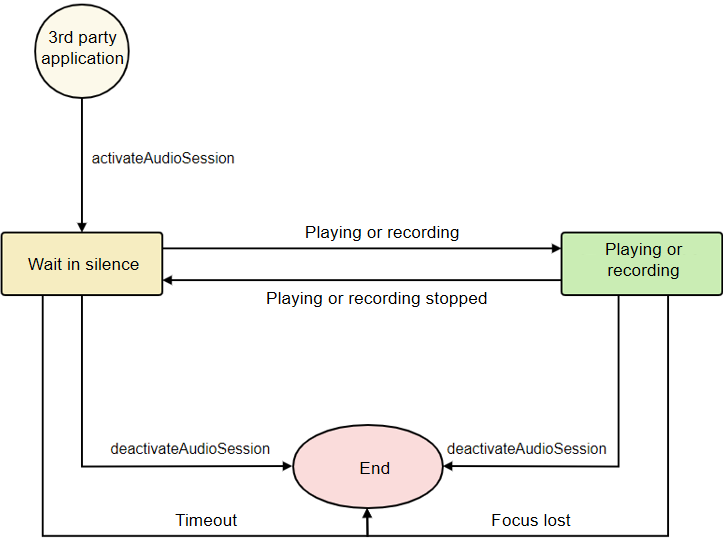 3rd party
application
activateAudioSession
Playing or recording
Wait in silence
Playing or
recording
Playing or recording stopped
deactivateAudioSession
deactivateAudioSession
End
Timeout
Focus lost